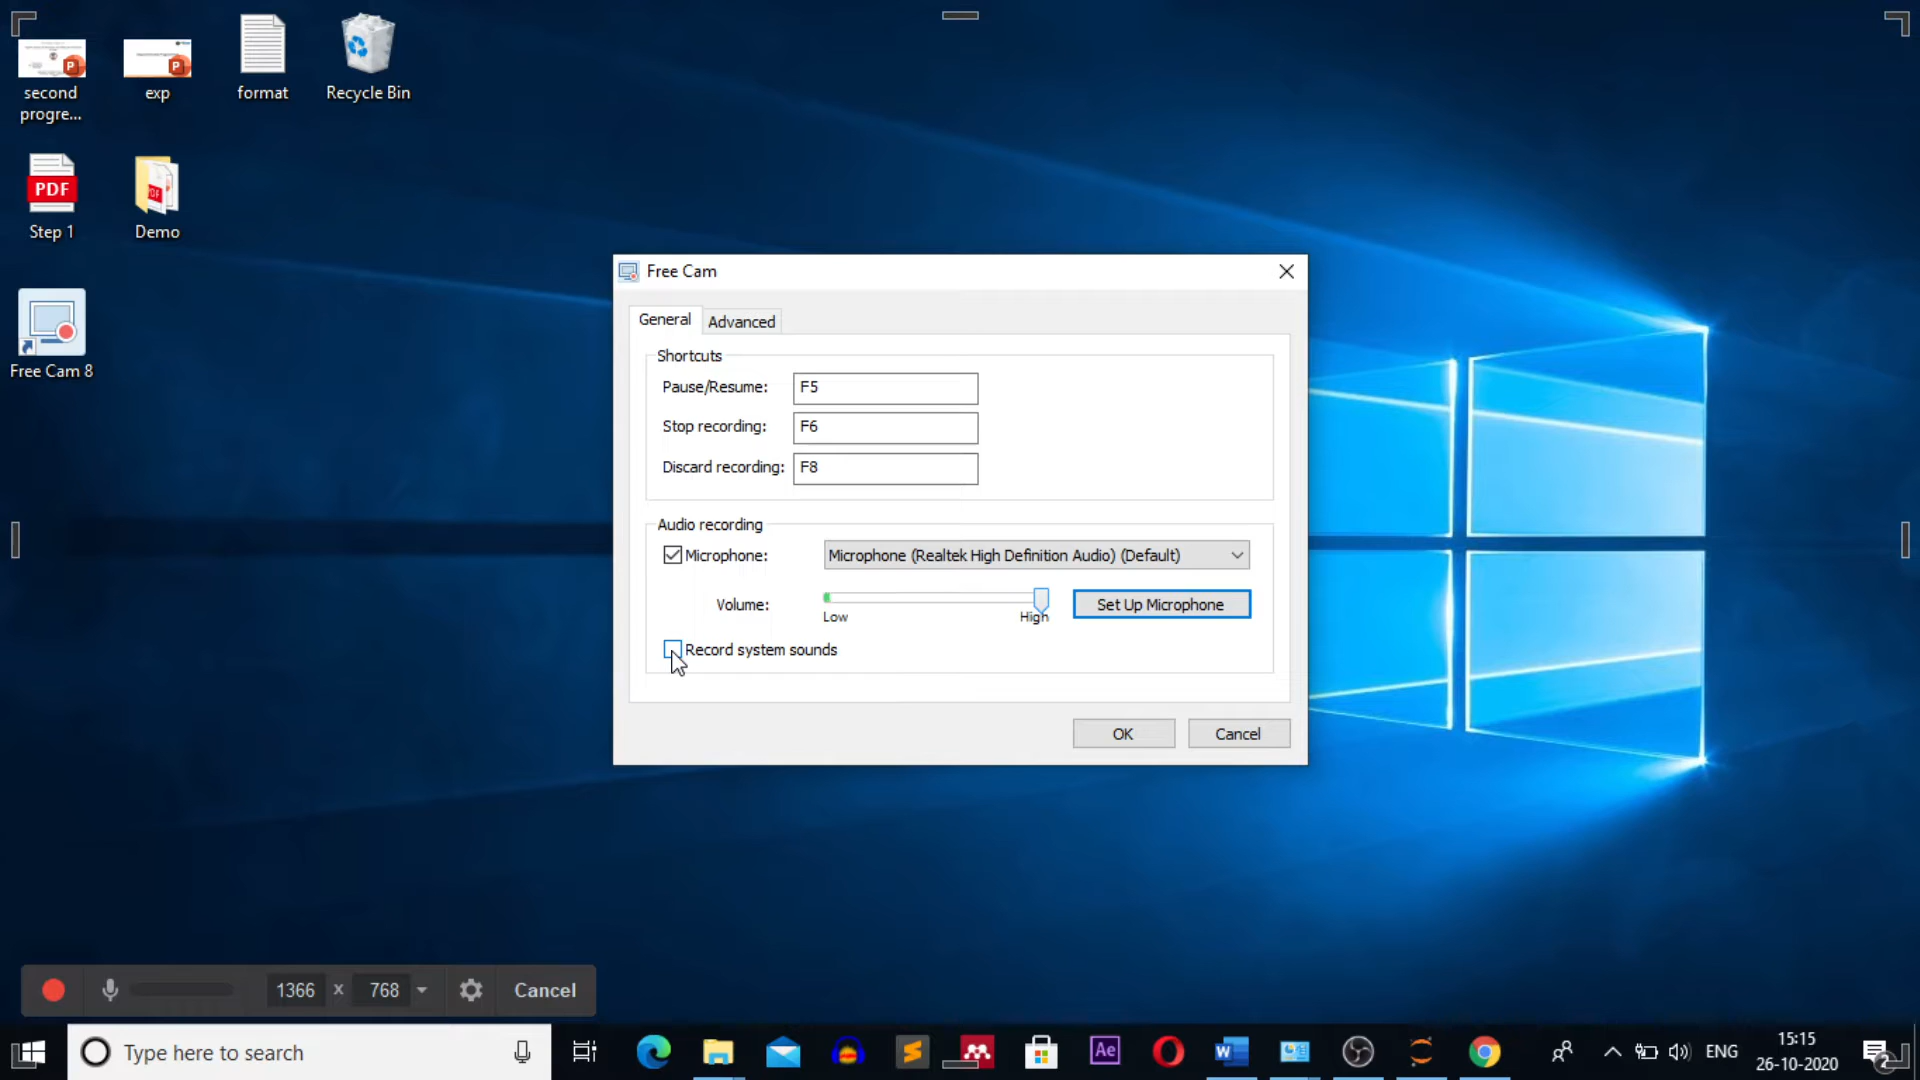 second
progre...
exp
format
Recycle Bin
PDF
Step 1
Demo
Free Cam 8
Free Cam
General
Advanced
Shortcuts
Pause/Resume:
F5
Stop recording:
F6
Discard recording:
F8
Audio recording
Microphone:
Microphone (Realtek High Definition Audio) (Default)
Volume:
Low
High
Set Up Microphone
Record system sounds
OK
Cancel
1366 x 768
Cancel
Type here to search
Ae
ENG
15:15
26-10-2020
2